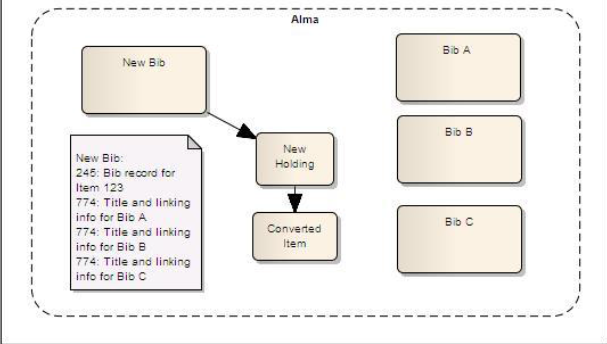 Alma
New Bib
Bib A
Bib B
Bib C
New
Holding
Converted
Item
New Bib:
245: Bib record for
Item 123
774: Title and linking
info for Bib A
774: Title and linking
info for Bib B
774: Title and linking
info for Bib C